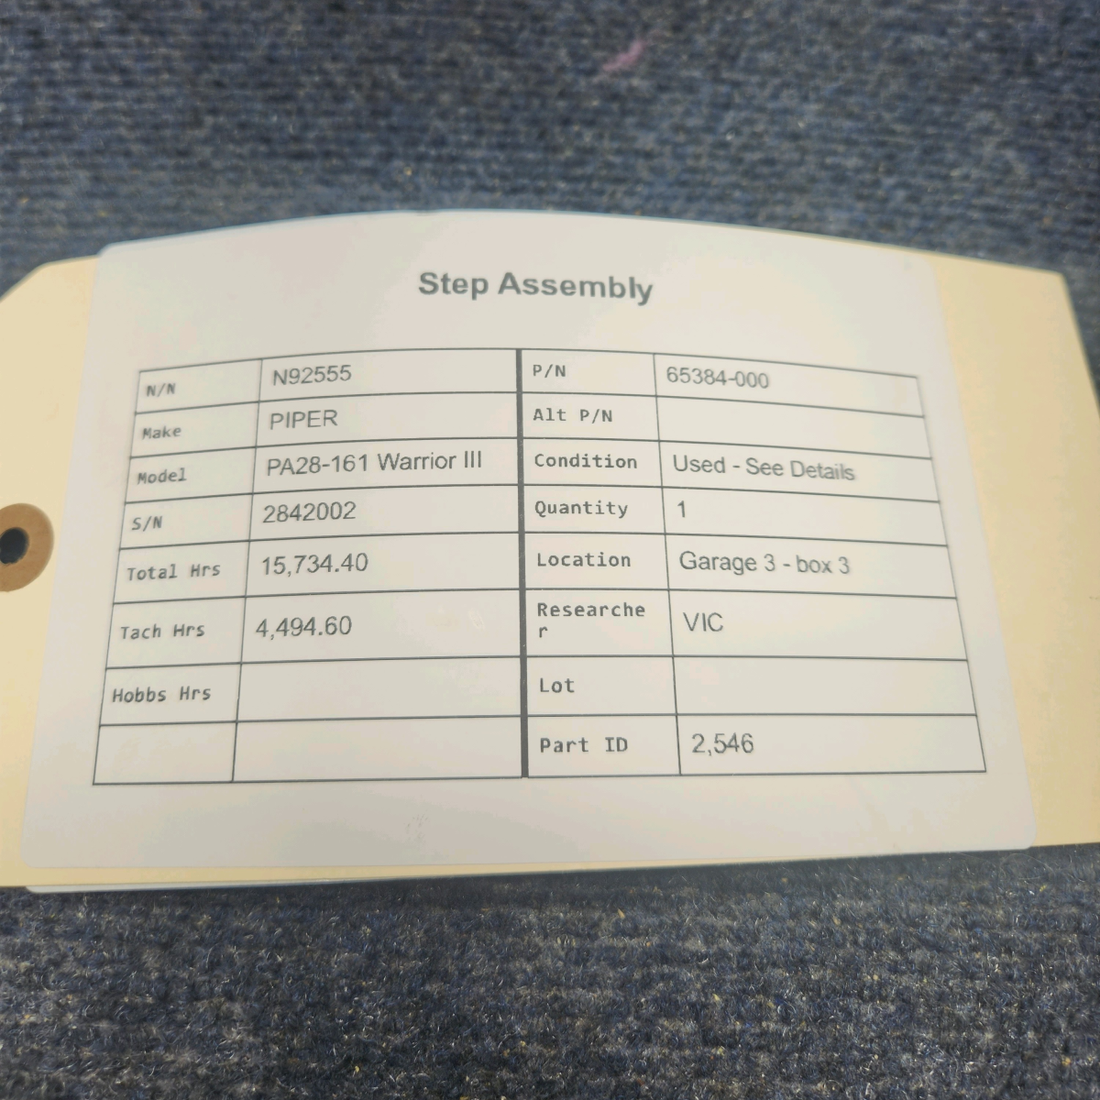 Step Assembly
N/N N92555 P/N 65384-000
Make PIPER Alt P/N
Model PA28-161 Warrior III Condition Used - See Details
S/N 2842002 Quantity 1
Total Hrs 15,734.40 Location Garage 3 - box 3
Tach Hrs 4,494.60 Researche
r VIC
Hobbs Hrs Lot
Part ID 2,546